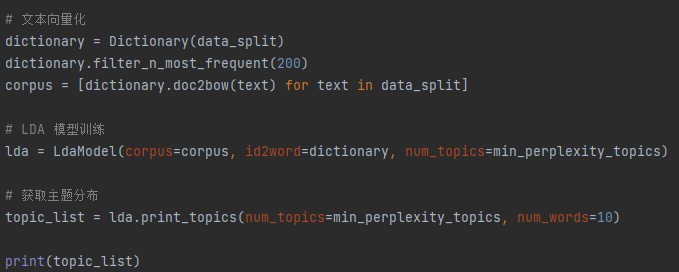 # 文本向量化
dictionary = Dictionary(data_split)
dictionary.filter_n_most_frequent(200)
corpus = [dictionary.doc2bow(text) for text in data_split]
# LDA 模型训练
lda = LdaModel(corpus=corpus, id2word=dictionary, num_topics=min_perplexity_topics)
# 获取主题分布
topic_list = lda.print_topics(num_topics=min_perplexity_topics, num_words=10)
print(topic_list)